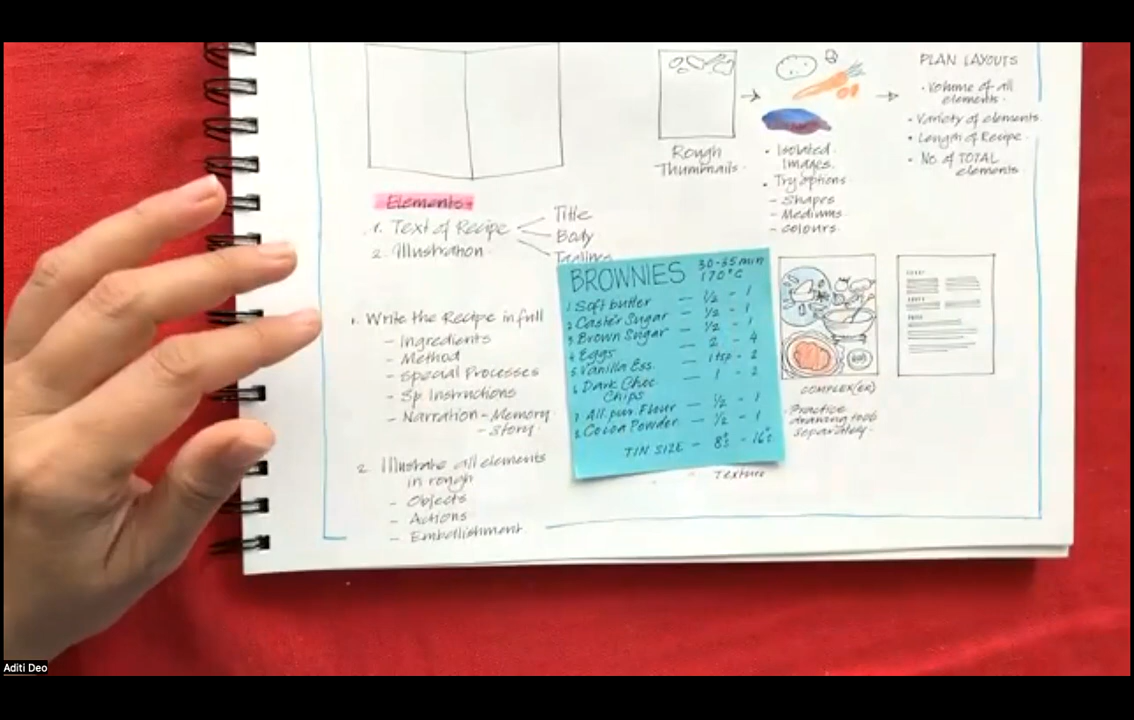 PLAN LAYOUTS
• Volume of all
elements.
• Variety of elements.
• Length of Recipe.
• No. of TOTAL
elements
Rough
Thumbnails.
• Isolated
Images.
• Try options
- Shapes
- Mediums
- colours.
Elements
1. Text of Recipe
2. Illustration.
Title
Body
Taglines
1. Write the Recipe in full
- Ingredients
- Method
- Special Processes
- Sp. Instructions
- Narration - Memory
- Story.
2. Illustrate all elements
in rough
- Objects
- Actions
- Embellishment
BROWNIES 30-35 min
170°C
1 Soft butter — ½ - 1
2 Caster Sugar — ½ - 1
3 Brown Sugar — ½ - 1
4 Eggs — 2 - 4
5 Vanilla Ess. — 1 tsp - 2
6 Dark Choc — 1 - 2
Chips
7 All. pur. Flour — ½ - 1
8 Cocoa Powder — ½ - 1
TIN SIZE — 8"s - 16"s
COMPLEX(ER)
- Practice
drawing
separately.
- Texture
Aditi Deo